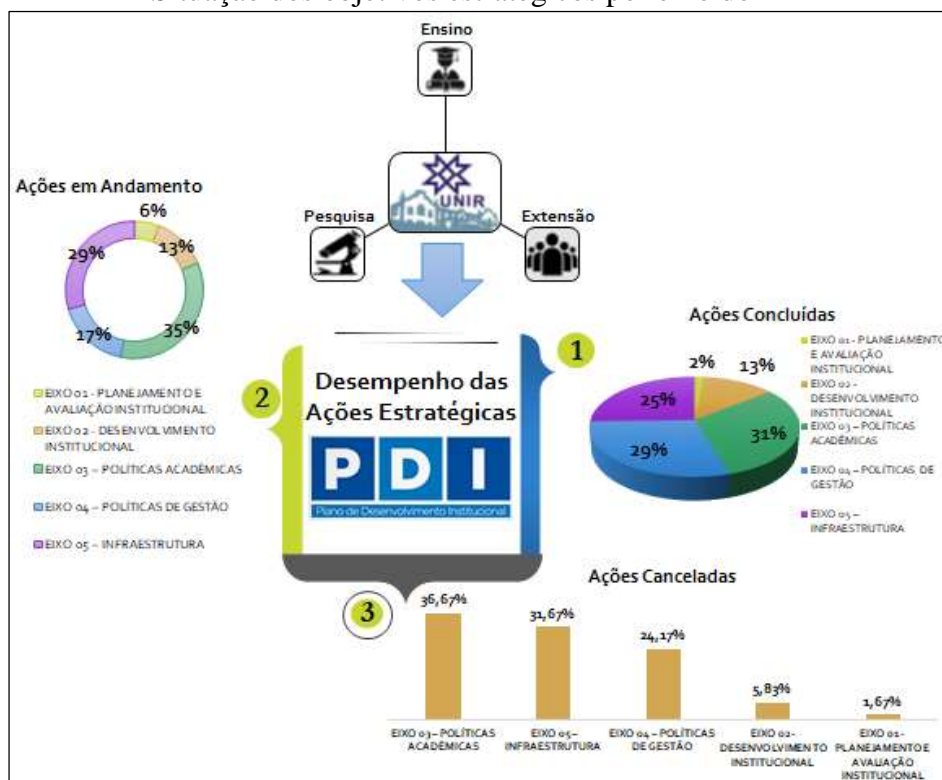 Ensino
UNIR
Pesquisa
Extensão
Ações em Andamento
6%
13%
35%
17%
29%
EIXO 01 - PLANEJAMENTO E
AVALIAÇÃO INSTITUCIONAL
EIXO 02 - DESENVOLVIMENTO
INSTITUCIONAL
EIXO 03 – POLÍTICAS ACADÊMICAS
EIXO 04 – POLÍTICAS DE GESTÃO
EIXO 05 – INFRAESTRUTURA
2
Desempenho das
Ações Estratégicas
PDI
Plano de Desenvolvimento Institucional
1
Ações Concluídas
2%
13%
31%
29%
25%
EIXO 01 - PLANEJAMENTO
E AVALIAÇÃO
INSTITUCIONAL
EIXO 02 -
DESENVOLVIMENTO
INSTITUCIONAL
EIXO 03 – POLÍTICAS
ACADÊMICAS
EIXO 04 – POLÍTICAS DE
GESTÃO
EIXO 05 –
INFRAESTRUTURA
3
Ações Canceladas
36,67%
31,67%
24,17%
5,83%
1,67%
EIXO 03 – POLÍTICAS
ACADÊMICAS
EIXO 05 –
INFRAESTRUTURA
EIXO 04 – POLÍTICAS
DE GESTÃO
EIXO 02 -
DESENVOLVIMENTO
INSTITUCIONAL
EIXO 01 -
PLANEJAMENTO E
AVALIAÇÃO
INSTITUCIONAL